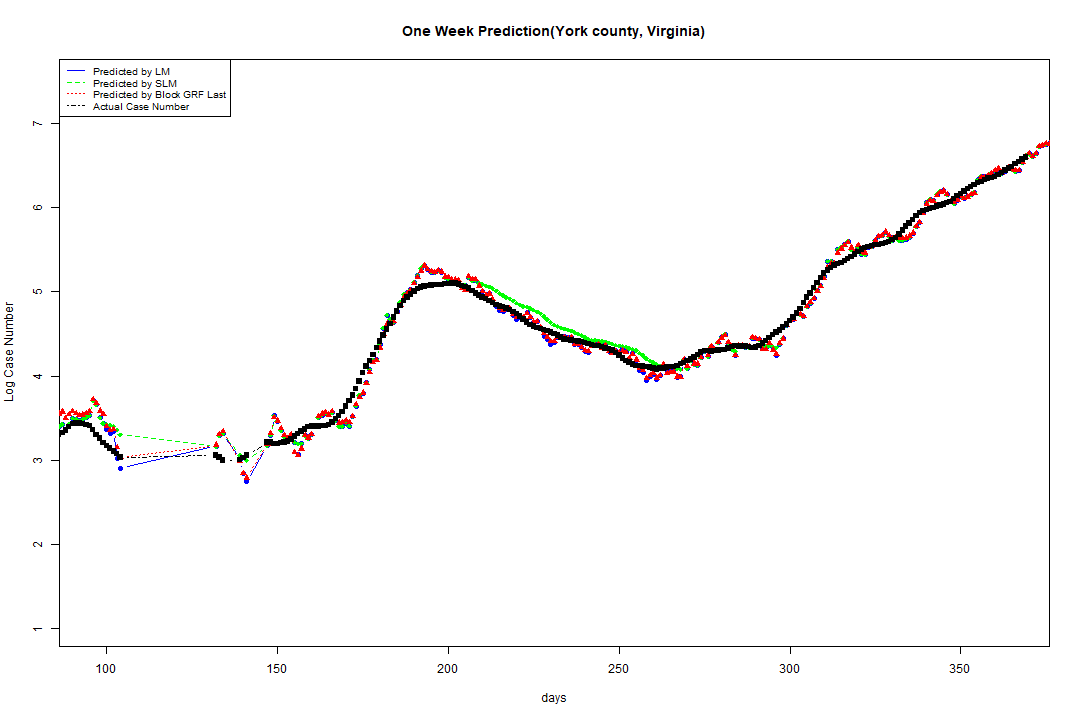 One Week Prediction(York county, Virginia)
Predicted by LM
Predicted by SLM
Predicted by Block GRF Last
Actual Case Number
Log Case Number
7
6
5
4
3
2
1
100 150 200 250 300 350
days